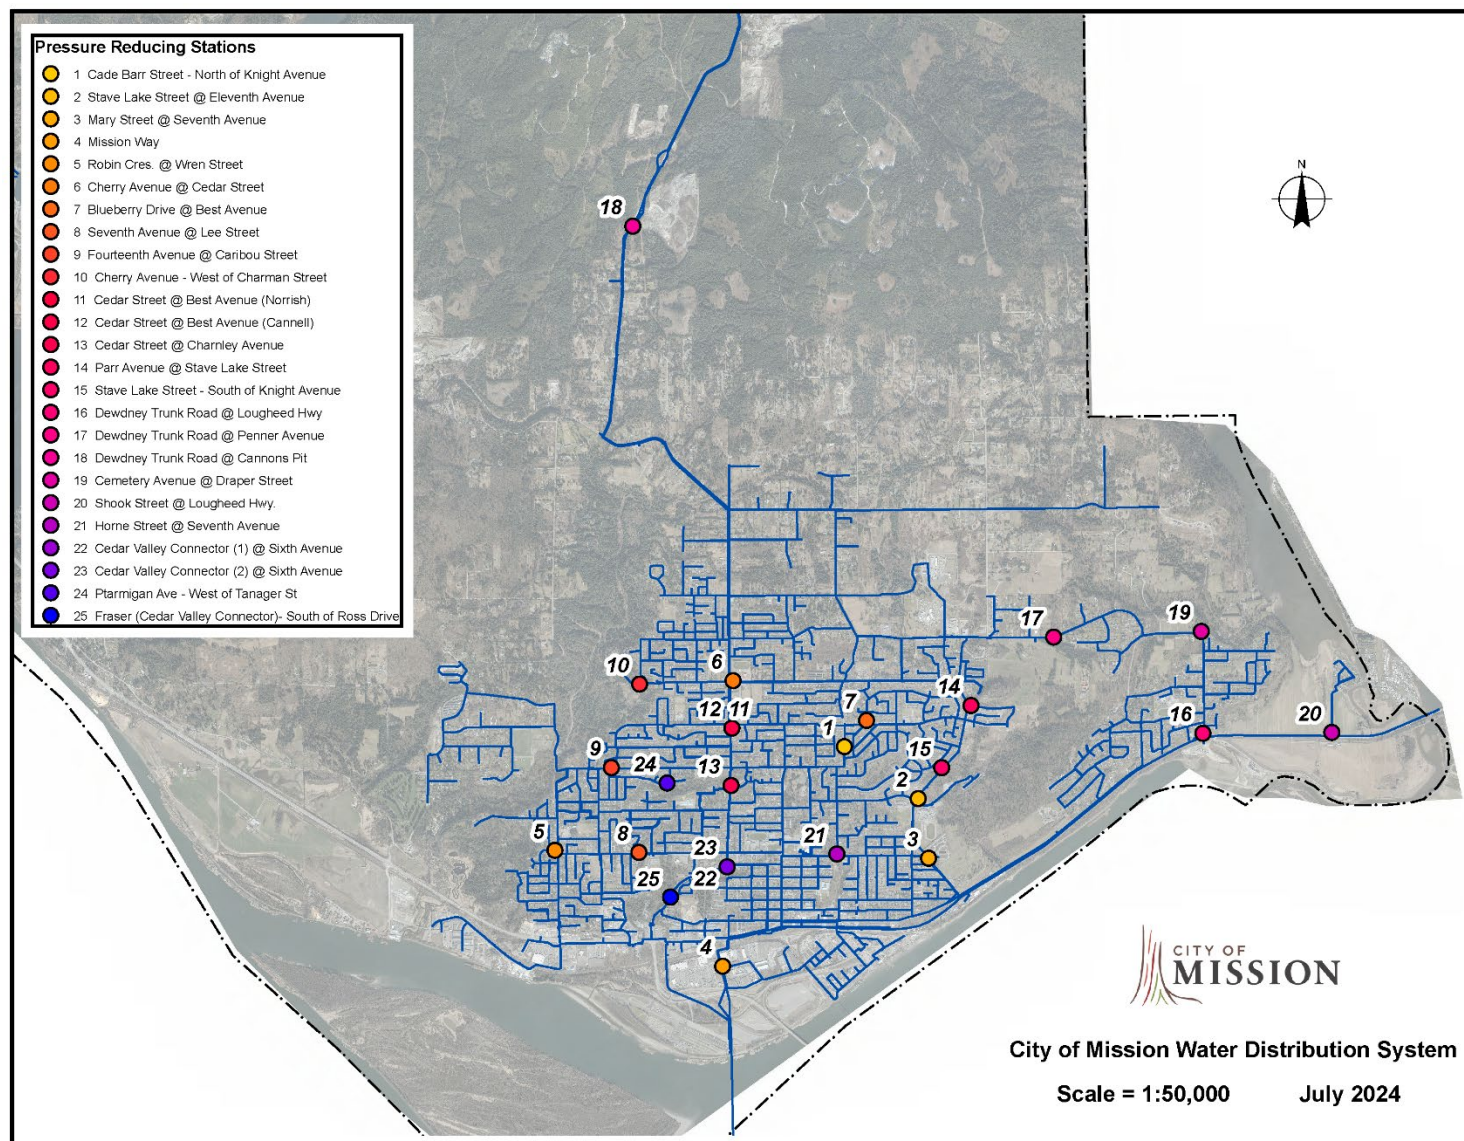 Pressure Reducing Stations
1 Cade Barr Street - North of Knight Avenue
2 Stave Lake Street @ Eleventh Avenue
3 Mary Street @ Seventh Avenue
4 Mission Way
5 Robin Cres. @ Wren Street
6 Cherry Avenue @ Cedar Street
7 Blueberry Drive @ Best Avenue
8 Seventh Avenue @ Lee Street
9 Fourteenth Avenue @ Caribou Street
10 Cherry Avenue - West of Charman Street
11 Cedar Street @ Best Avenue (Norrish)
12 Cedar Street @ Best Avenue (Cannell)
13 Cedar Street @ Charnley Avenue
14 Parr Avenue @ Stave Lake Street
15 Stave Lake Street - South of Knight Avenue
16 Dewdney Trunk Road @ Lougheed Hwy
17 Dewdney Trunk Road @ Penner Avenue
18 Dewdney Trunk Road @ Cannons Pit
19 Cemetery Avenue @ Draper Street
20 Shook Street @ Lougheed Hwy.
21 Horne Street @ Seventh Avenue
22 Cedar Valley Connector (1) @ Sixth Avenue
23 Cedar Valley Connector (2) @ Sixth Avenue
24 Ptarmigan Ave - West of Tanager St
25 Fraser (Cedar Valley Connector)- South of Ross Drive
N
18
17
19
10
6
14
12 11
7
16
20
1
9
24
13
15
2
5
8
23
21
3
25
22
4
CITY OF
MISSION
City of Mission Water Distribution System
Scale = 1:50,000 July 2024